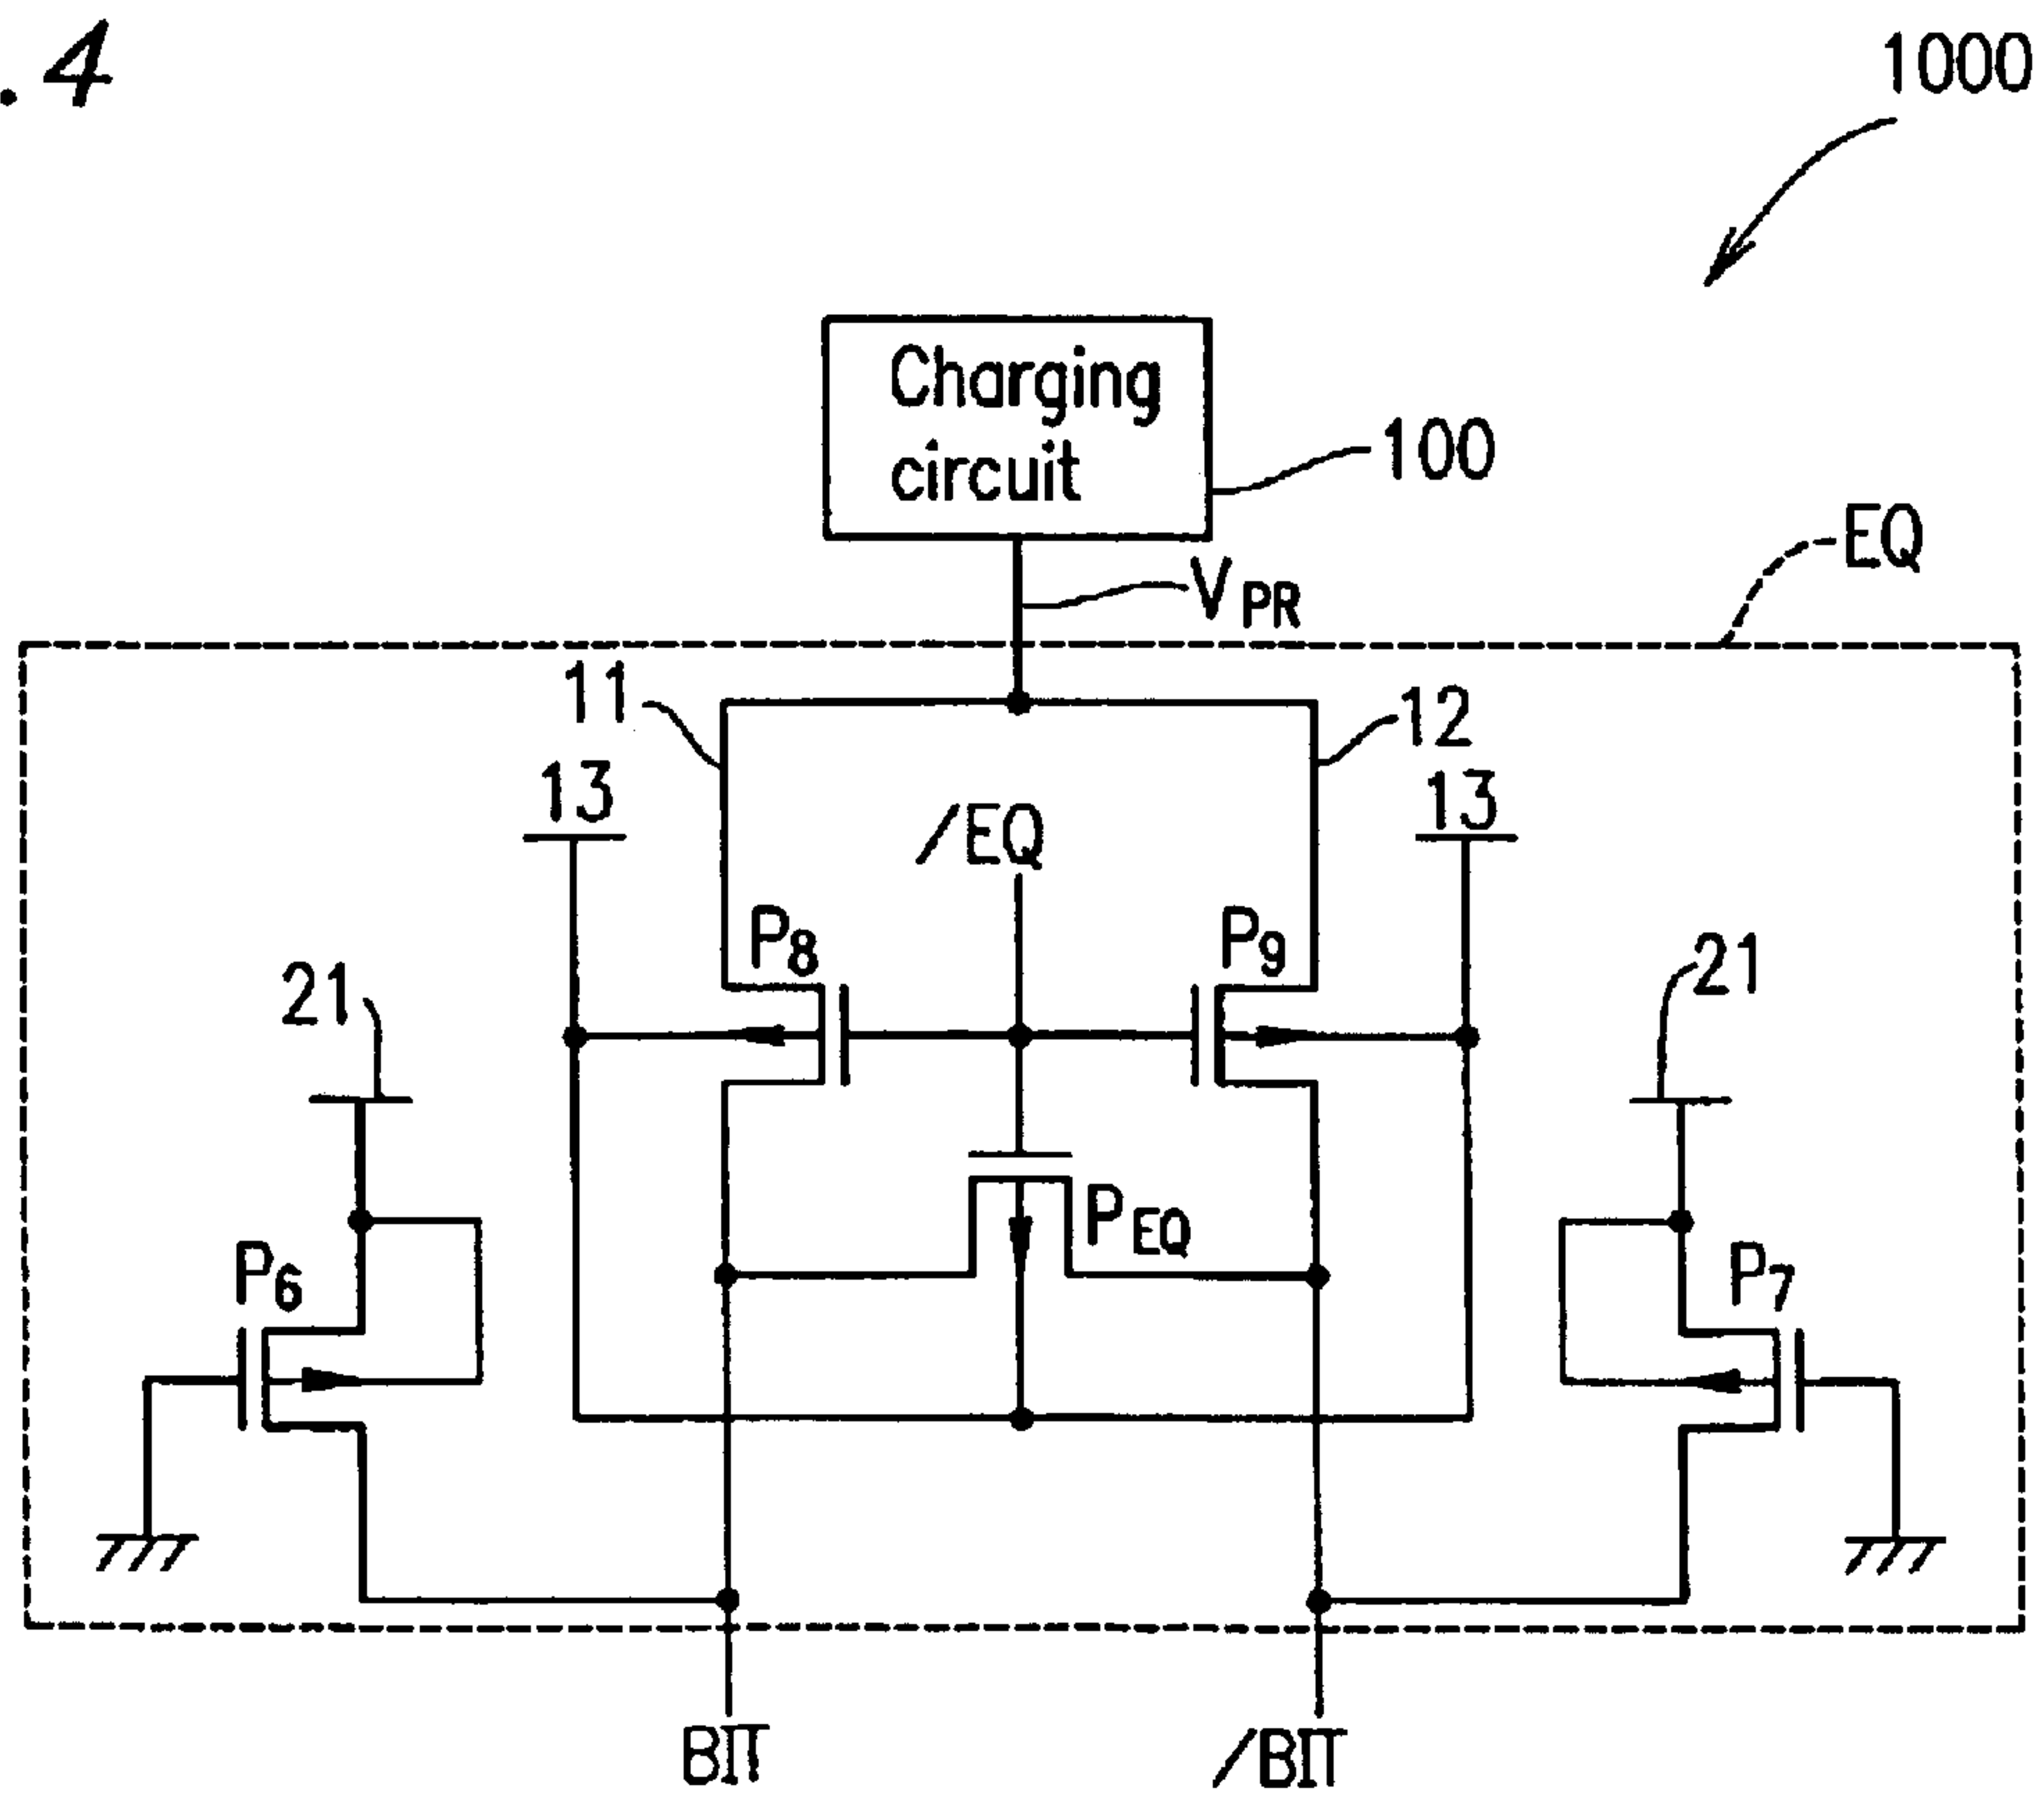 . 4
1000
Charging
circuit
100
EQ
VPR
11
12
13
13
/EQ
P8
P9
21
21
PEQ
P6
P7
BIT
/BIT